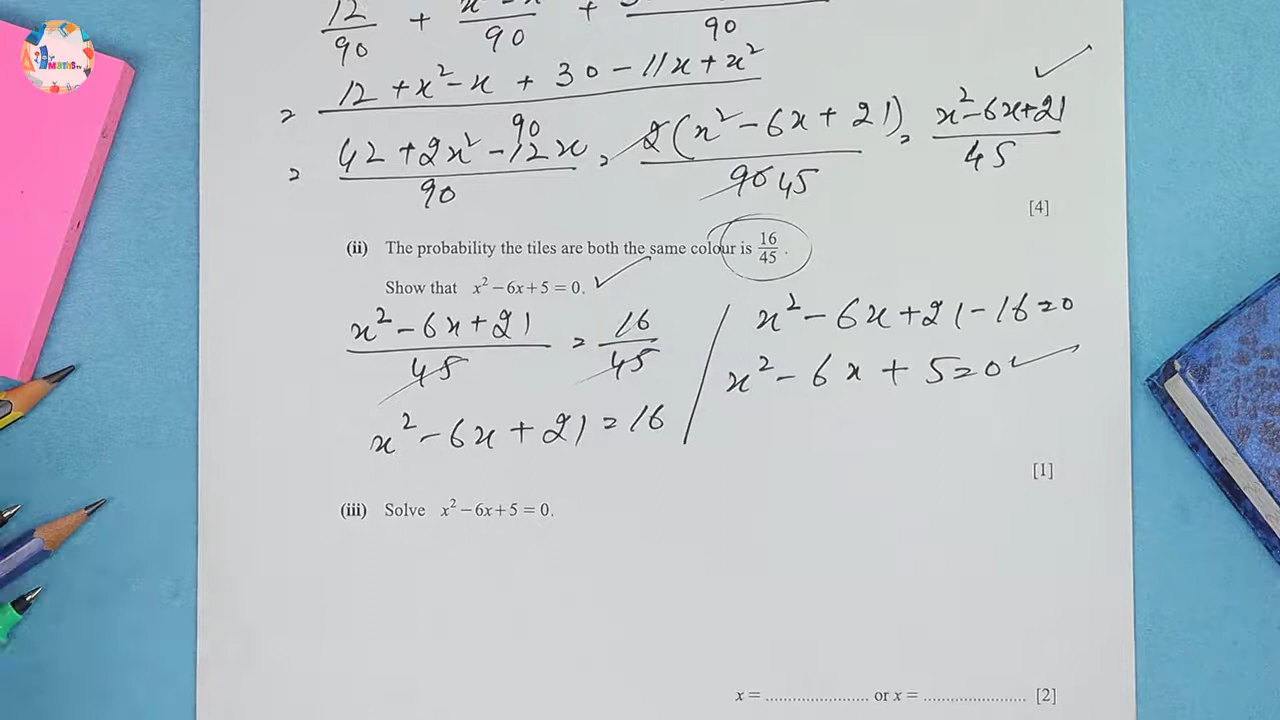 12/90 + x² - x/90 + /90
= 12 + x² - x + 30 - 11x + x² / 90
= 42 + 2x² - 12x / 90 = 2(x² - 6x + 21) / 90 45 = x² - 6x + 21 / 45
[4]
(ii) The probability the tiles are both the same colour is 16/45.
Show that x² - 6x + 5 = 0.
x² - 6x + 21 / 45 = 16/45
x² - 6x + 21 = 16
x² - 6x + 21 - 16 = 0
x² - 6x + 5 = 0
[1]
(iii) Solve x² - 6x + 5 = 0.
x = ........................ or x = ........................ [2]